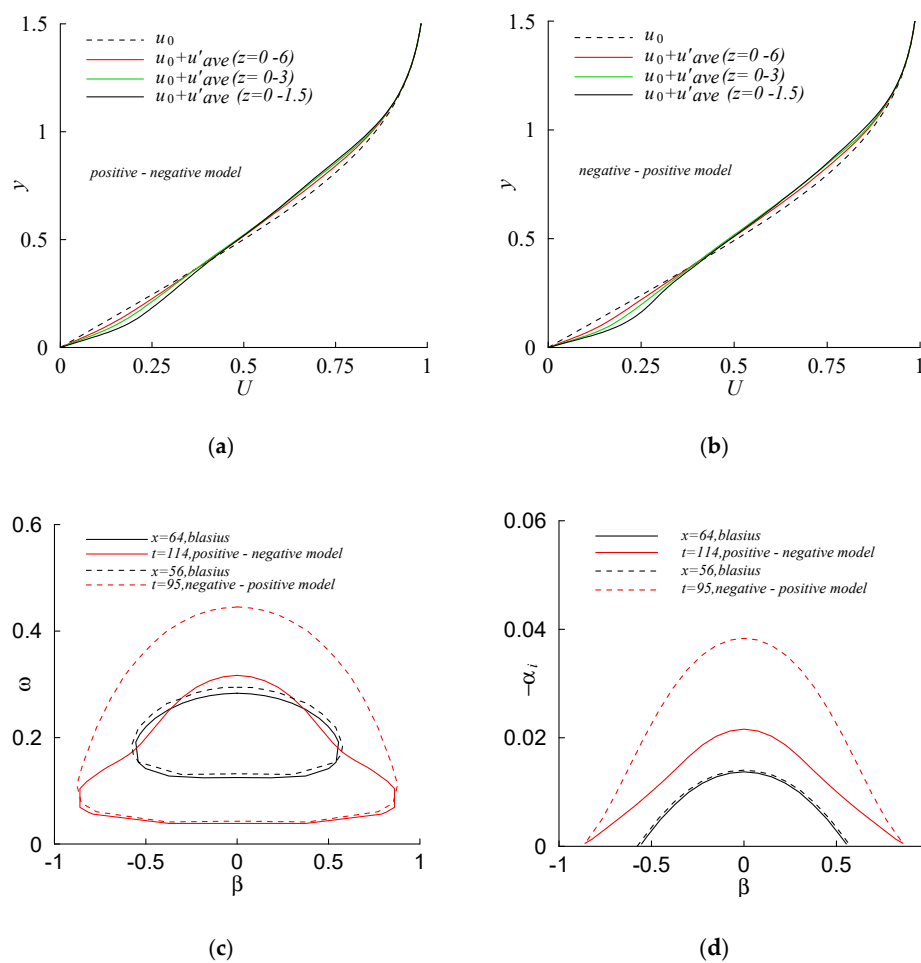 1.5
1
0.5
0
y
u0
u0+u'ave (z=0 -6)
u0+u'ave (z= 0-3)
u0+u'ave (z=0 -1.5)
positive - negative model
0 0.25 0.5 0.75 1
U
(a)
1.5
1
0.5
0
y
u0
u0+u'ave (z=0 -6)
u0+u'ave (z= 0-3)
u0+u'ave (z=0 -1.5)
negative - positive model
0 0.25 0.5 0.75 1
U
(b)
0.6
0.4
0.2
0
ω
x=64,blasius
t=114,positive - negative model
x=56,blasius
t=95,negative - positive model
-1 -0.5 0 0.5 1
β
(c)
0.06
0.04
0.02
0
-αi
x=64,blasius
t=114,positive - negative model
x=56,blasius
t=95,negative - positive model
-1 -0.5 0 0.5
β
(d)